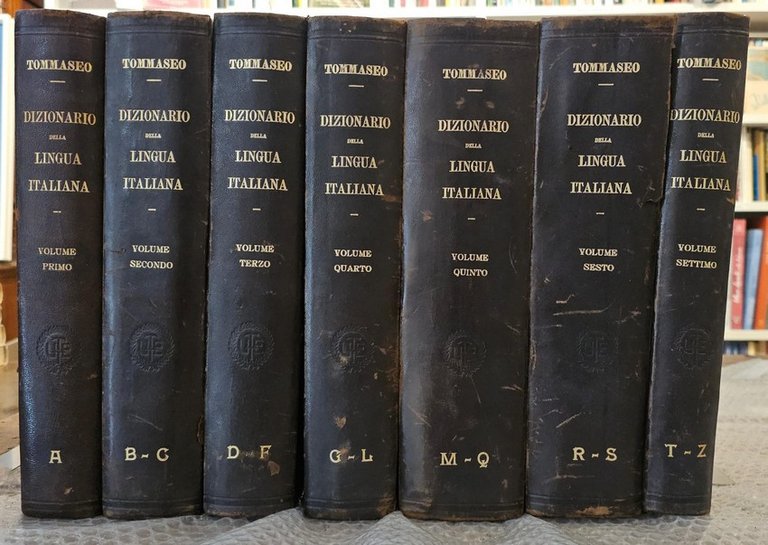 TOMMASEO
DIZIONARIO
DELLA
LINGUA
ITALIANA
VOLUME
PRIMO
A
TOMMASEO
DIZIONARIO
DELLA
LINGUA
ITALIANA
VOLUME
SECONDO
B-C
TOMMASEO
DIZIONARIO
DELLA
LINGUA
ITALIANA
VOLUME
TERZO
D F
TOMMASEO
DIZIONARIO
DELLA
LINGUA
ITALIANA
VOLUME
QUARTO
G-L
TOMMASEO
DIZIONARIO
DELLA
LINGUA
ITALIANA
VOLUME
QUINTO
M-Q
TOMMASEO
DIZIONARIO
DELLA
LINGUA
ITALIANA
VOLUME
SESTO
R-S
TOMMASEO
DIZIONARIO
DELLA
LINGUA
ITALIANA
VOLUME
SETTIMO
T-Z